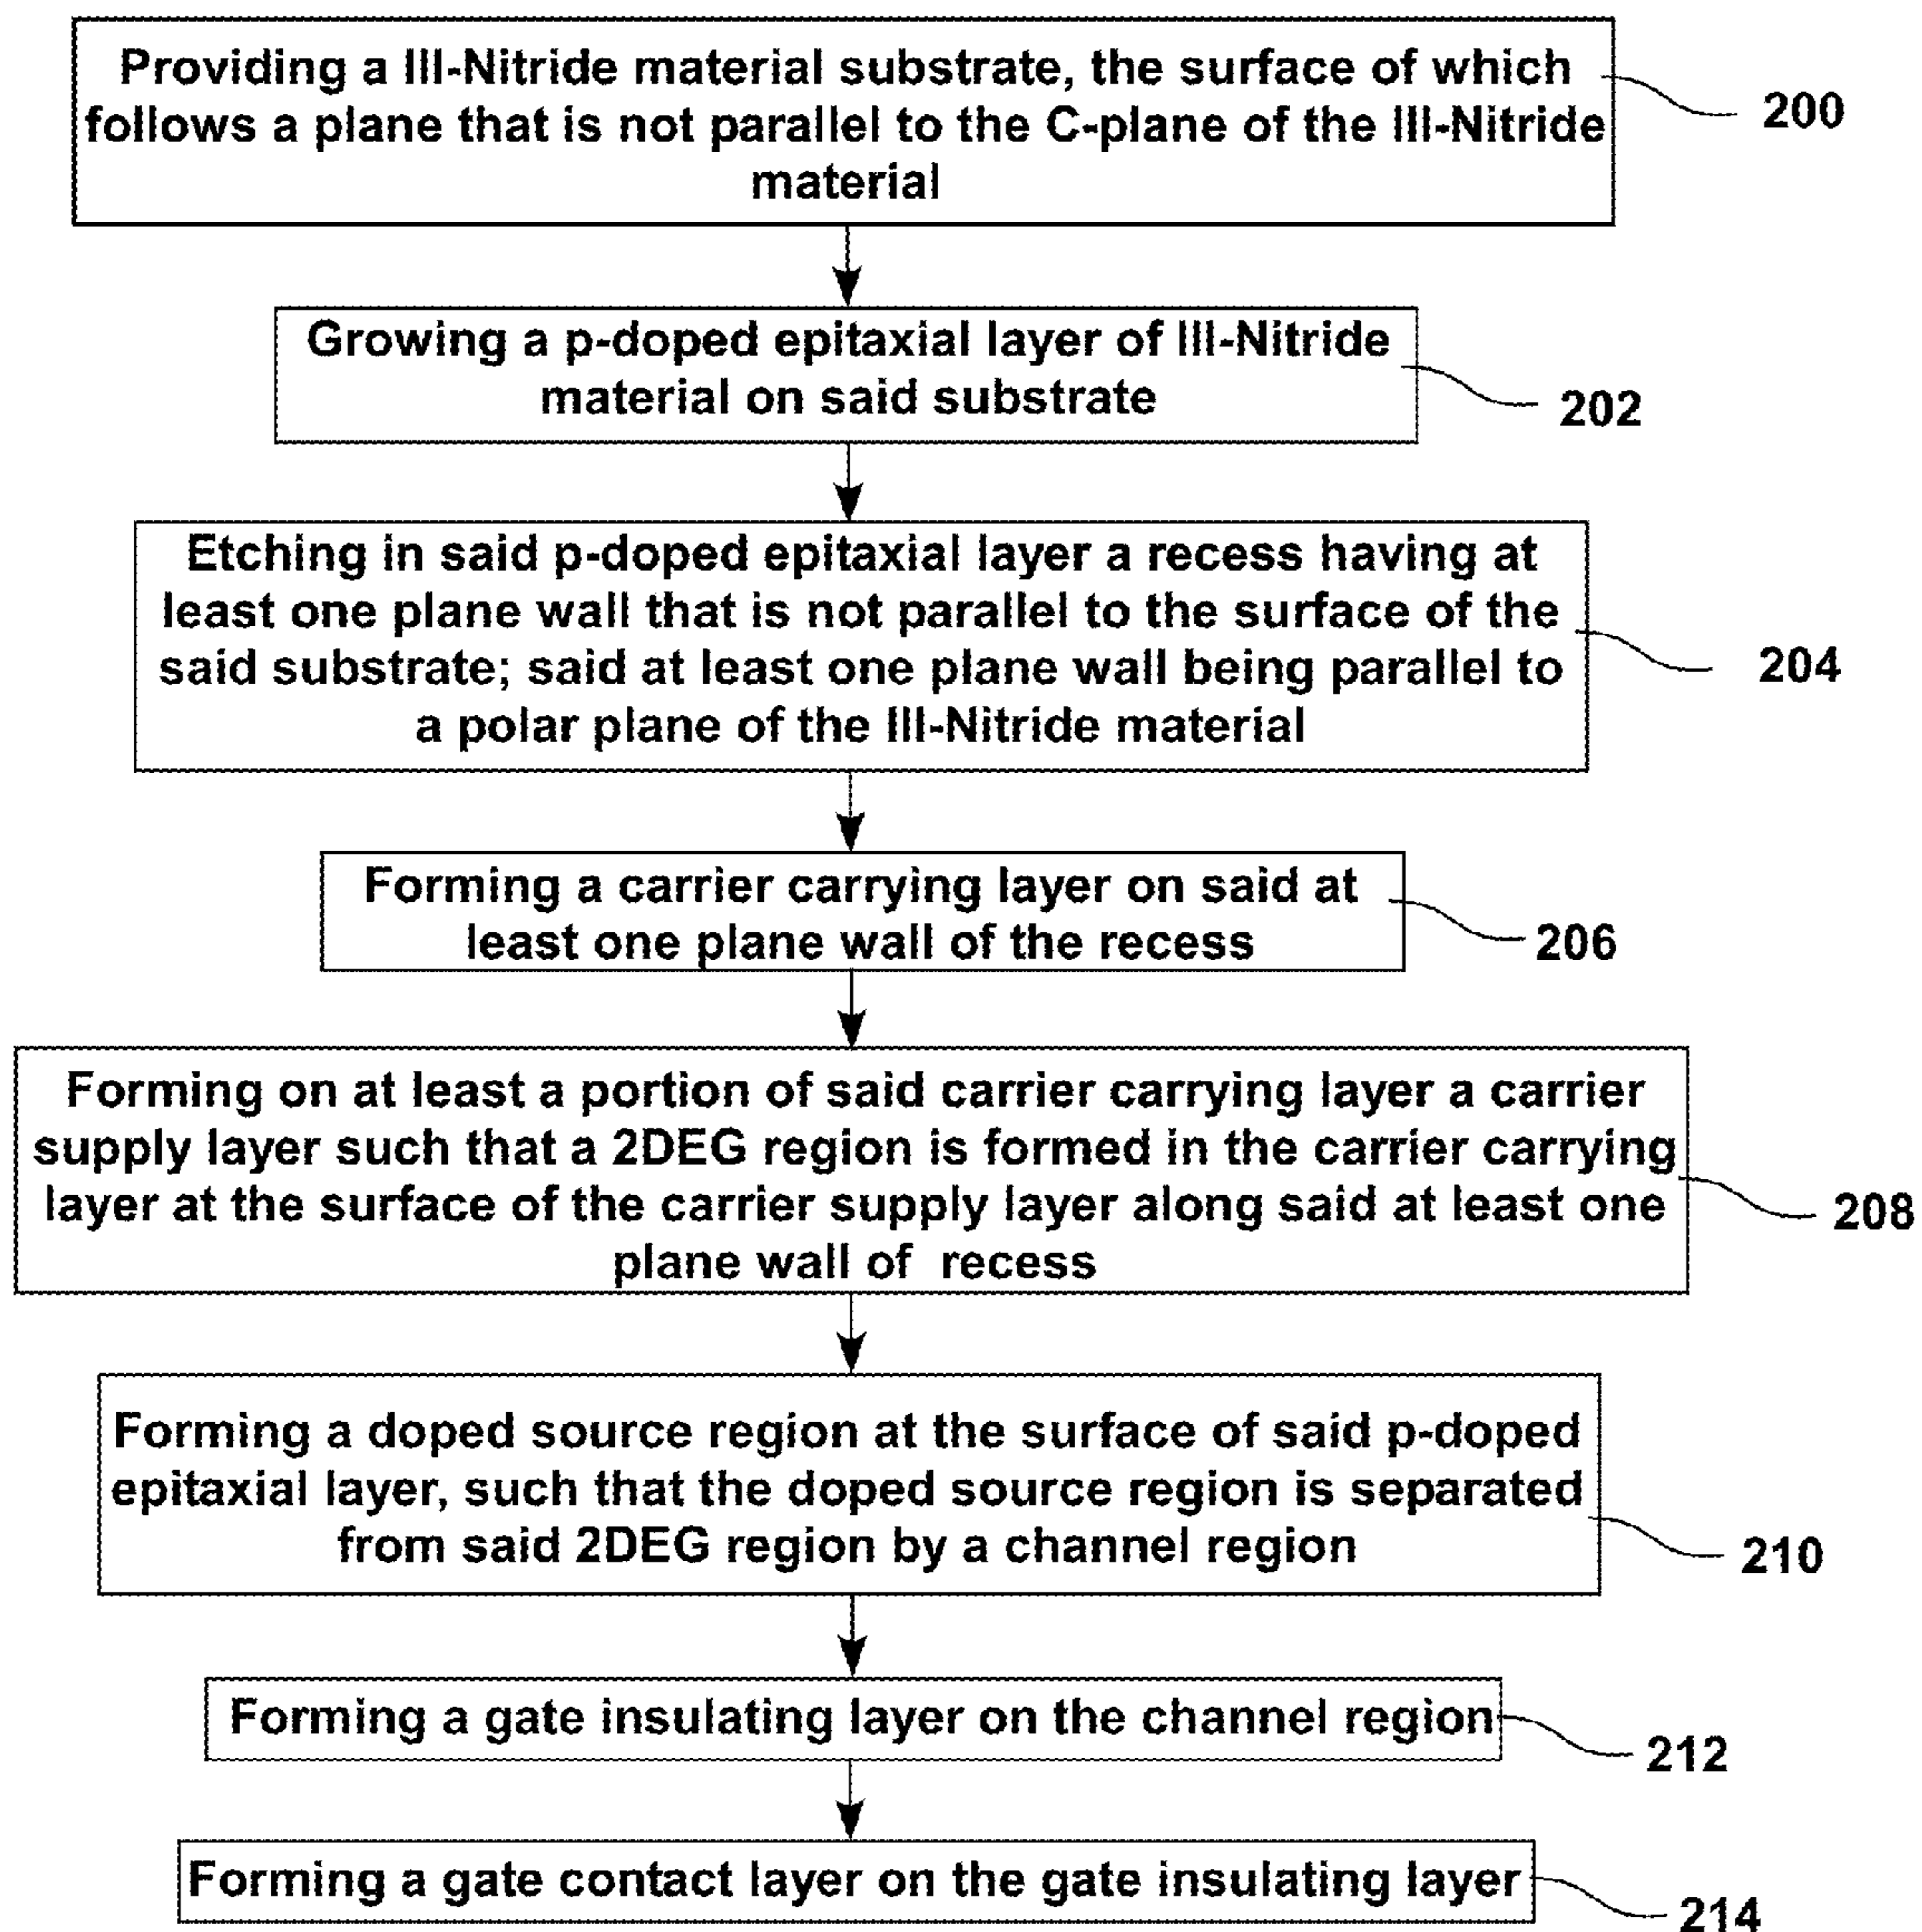 Providing a III-Nitride material substrate, the surface of which
follows a plane that is not parallel to the C-plane of the III-Nitride
material
200
Growing a p-doped epitaxial layer of III-Nitride
material on said substrate
202
Etching in said p-doped epitaxial layer a recess having at
least one plane wall that is not parallel to the surface of the
said substrate; said at least one plane wall being parallel to
a polar plane of the III-Nitride material
204
Forming a carrier carrying layer on said at
least one plane wall of the recess
206
Forming on at least a portion of said carrier carrying layer a carrier
supply layer such that a 2DEG region is formed in the carrier carrying
layer at the surface of the carrier supply layer along said at least one
plane wall of recess
208
Forming a doped source region at the surface of said p-doped
epitaxial layer, such that the doped source region is separated
from said 2DEG region by a channel region
210
Forming a gate insulating layer on the channel region
212
Forming a gate contact layer on the gate insulating layer
214